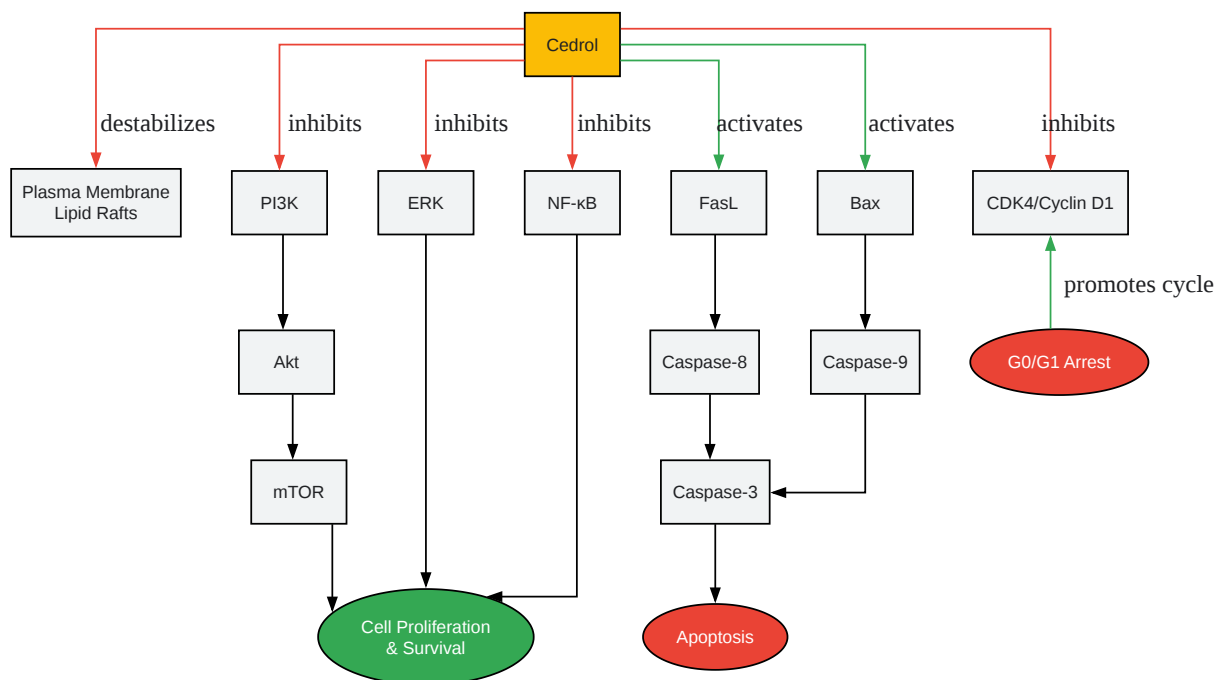 Cedrol
destabilizes
inhibits
inhibits
inhibits
activates
activates
inhibits
Plasma Membrane
Lipid Rafts
PI3K
ERK
NF-κB
FasL
Bax
CDK4/Cyclin D1
promotes cycle
Akt
Caspase-8
Caspase-9
G0/G1 Arrest
mTOR
Caspase-3
Cell Proliferation
& Survival
Apoptosis